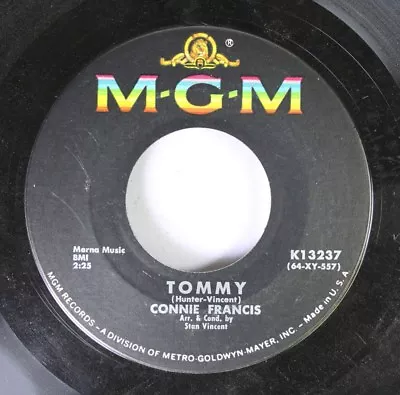 ®
M·G·M
Merna Music
BMI
2:25
K13237
(64-XY-557)
TOMMY
(Hunter-Vincent)
CONNIE FRANCIS
Arr. & Cond. by
Stan Vincent
MGM RECORDS - A DIVISION OF METRO-GOLDWYN-MAYER, INC. - Made in U.S.A